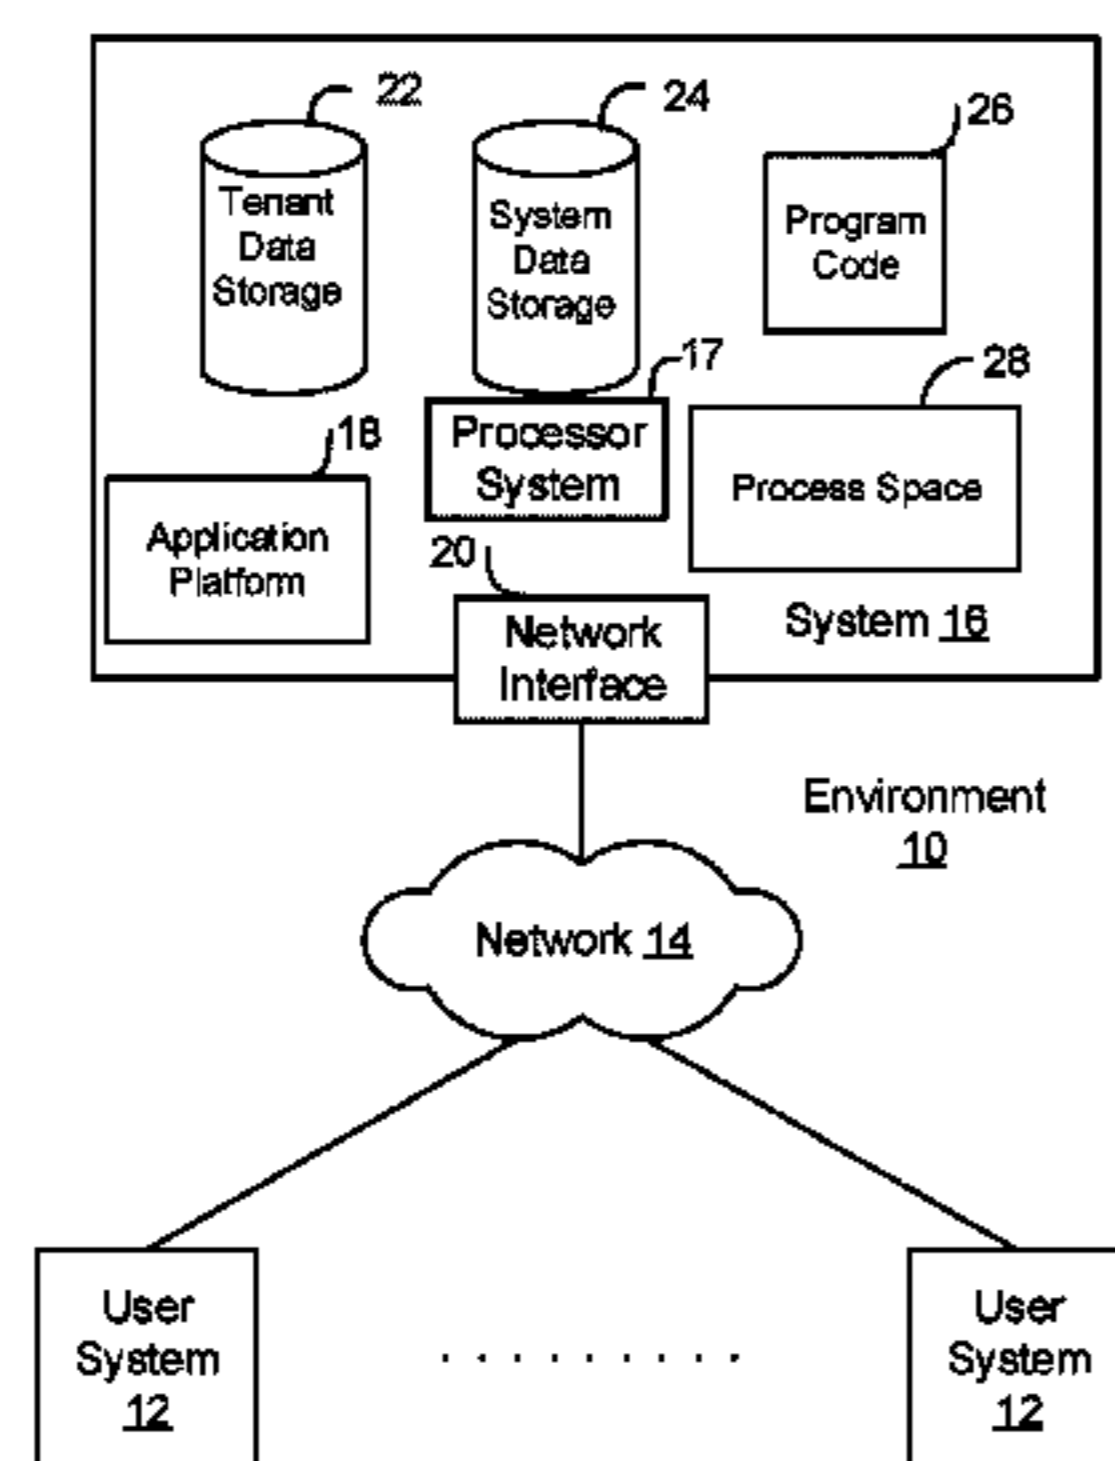 22
24
26
Tenant
Data
Storage
System
Data
Storage
Program
Code
17
28
18
Processor
System
Process Space
Application
Platform
20
Network
Interface
System 16
Environment
10
Network 14
User
System
12
. . . . . . . . .
User
System
12